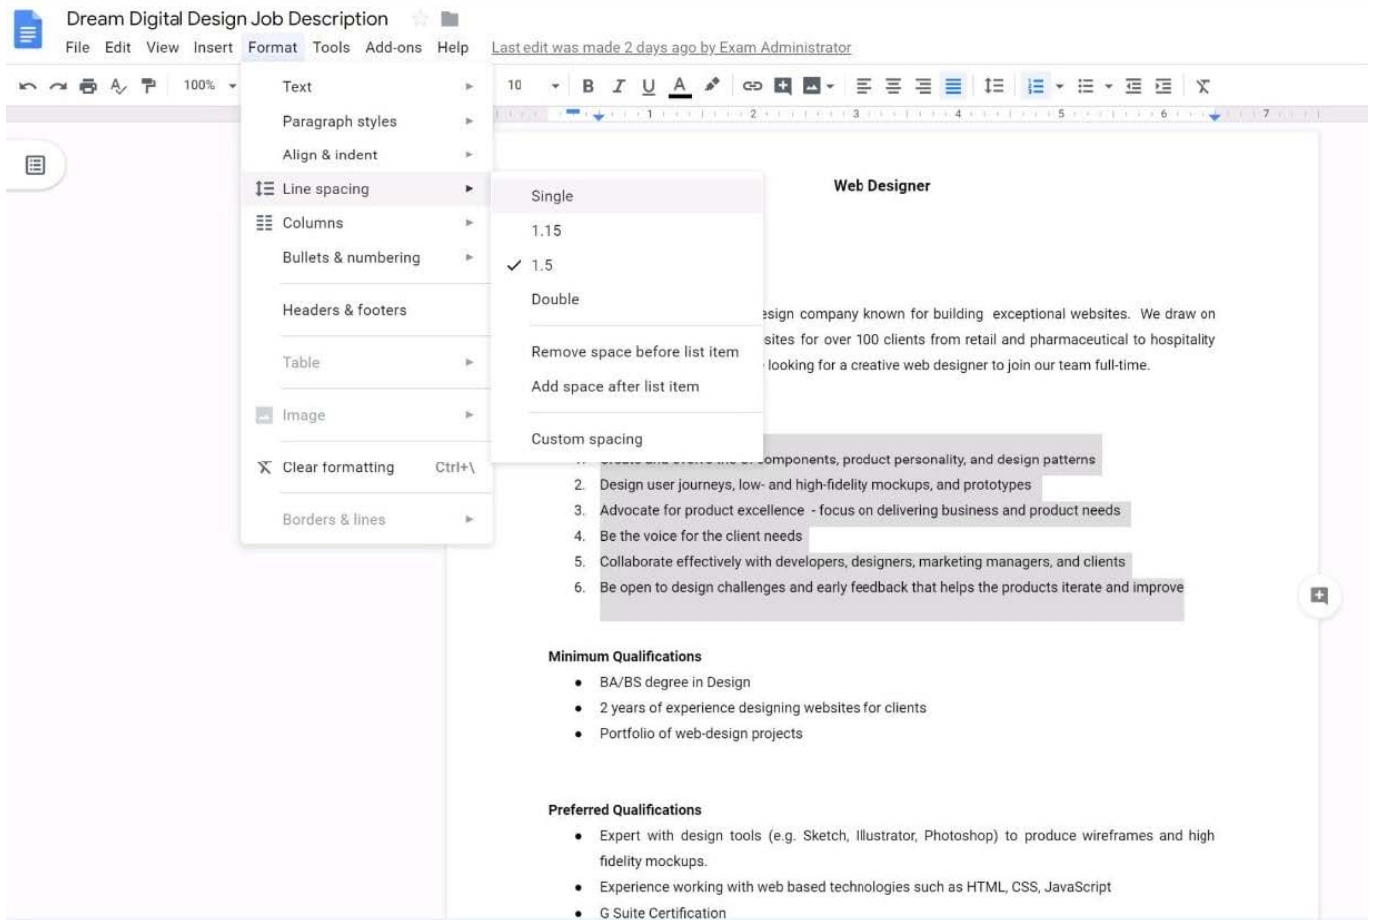 Dream Digital Design Job Description
File Edit View Insert Format Tools Add-ons Help Last edit was made 2 days ago by Exam Administrator
100% 10 B I U A
1 2 3 4 5 6 7
Text
Paragraph styles
Align & indent
Line spacing
Columns
Bullets & numbering
Headers & footers
Table
Image
Clear formatting Ctrl+\
Borders & lines
Single
1.15
1.5
Double
Remove space before list item
Add space after list item
Custom spacing
Web Designer
esign company known for building exceptional websites. We draw on
sites for over 100 clients from retail and pharmaceutical to hospitality
looking for a creative web designer to join our team full-time.
components, product personality, and design patterns
2. Design user journeys, low- and high-fidelity mockups, and prototypes
3. Advocate for product excellence - focus on delivering business and product needs
4. Be the voice for the client needs
5. Collaborate effectively with developers, designers, marketing managers, and clients
6. Be open to design challenges and early feedback that helps the products iterate and improve
Minimum Qualifications
● BA/BS degree in Design
● 2 years of experience designing websites for clients
● Portfolio of web-design projects
Preferred Qualifications
● Expert with design tools (e.g. Sketch, Illustrator, Photoshop) to produce wireframes and high
fidelity mockups.
● Experience working with web based technologies such as HTML, CSS, JavaScript
● G Suite Certification